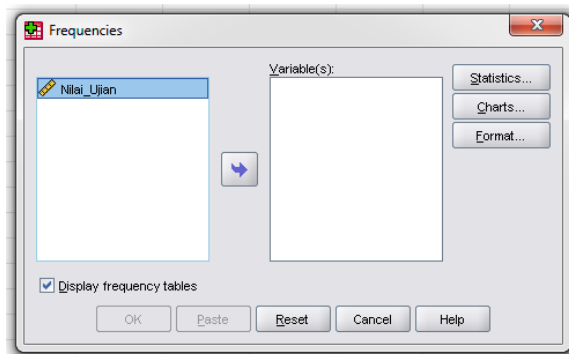 Frequencies
Variable(s):
Nilai_Ujian
Statistics...
Charts...
Format...
Display frequency tables
OK
Paste
Reset
Cancel
Help